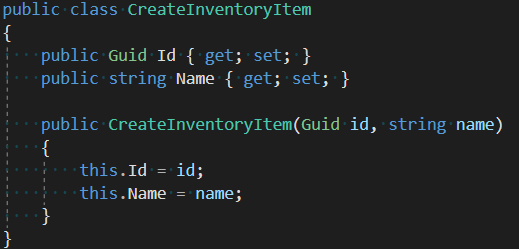 public class CreateInventoryItem
{
    public Guid Id { get; set; }
    public string Name { get; set; }

    public CreateInventoryItem(Guid id, string name)
    {
        this.Id = id;
        this.Name = name;
    }
}